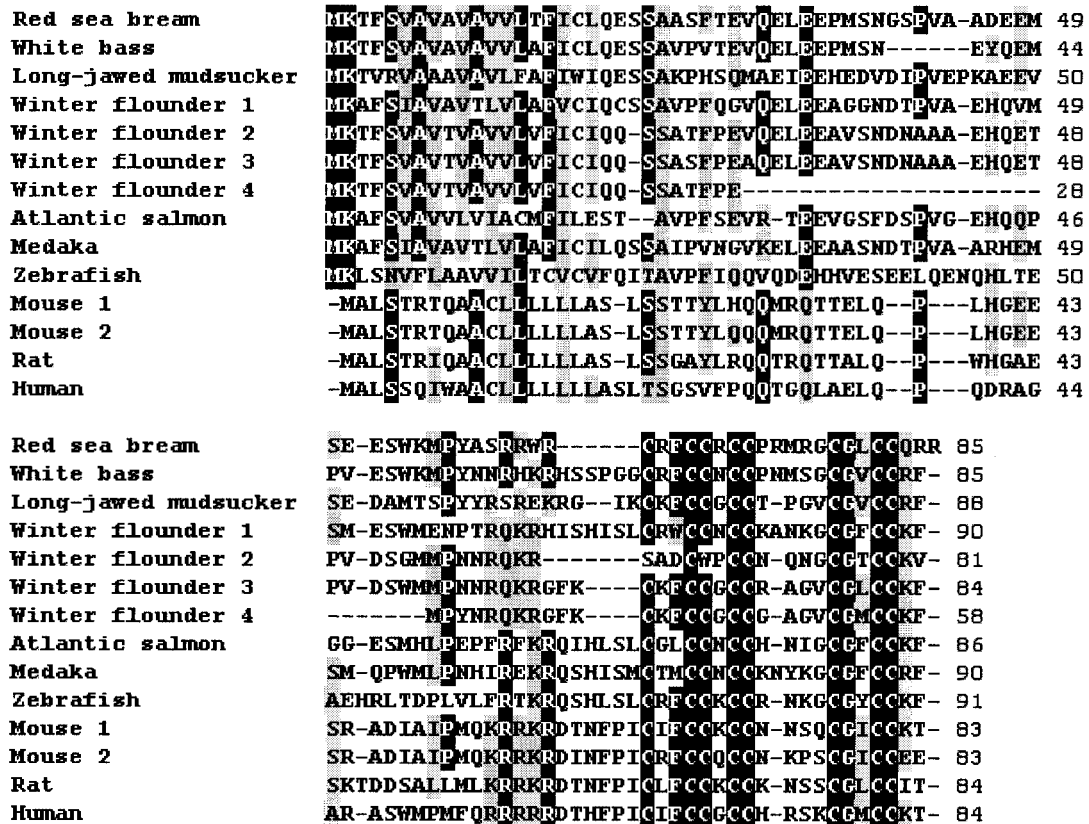 Red sea bream MKTFSVAVAVAVVLTFICLQESSAASFTEVQELEEPMSNGSPVA-ADEEM 49
White bass MKTFSVAVAVAVVLAFICLQESSAVPVTEVQELEEPMSN------EYQEM 44
Long-jawed mudsucker MKTVRVAAAVAVLFAFIWIQESSAKPHSQMAEIEEHEDVDIPVEPKAEEV 50
Winter flounder 1 MKAFSIAVAVTLVLAFVCIQCSSAVPFQGVQELEEAGGNDTPVA-EHQVM 49
Winter flounder 2 MKTFSVAVTVAVVLVFICIQQ-SSATFPEVQELEEAVSNDNAAA-EHQET 48
Winter flounder 3 MKTFSVAVTVAVVLVFICIQQ-SSASFPEAQELEEAVSNDNAAA-EHQET 48
Winter flounder 4 MKTFSVAVTVAVVLVFICIQQ-SSATFPE--------------------- 28
Atlantic salmon MKAFSVAVVLVIACMFILEST--AVPFSEVR-TEEVGSFDSPVG-EHQQP 46
Medaka MKAFSIAVAVTLVLAFICILQSSAIPVNGVKELEEAASNDTPVA-ARHEM 49
Zebrafish MKLSNVFLAAVVILTCVCVFQITAVPFIQQVQDEHHVESEELQENQHLTE 50
Mouse 1 -MALSTRTQAACLLLLLLAS-LSSTTYLHQQMRQTTELQ--P---LHGEE 43
Mouse 2 -MALSTRTQAACLLLLLLAS-LSSTTYLQQQMRQTTELQ--P---LHGEE 43
Rat -MALSTRIQAACLLLLLLAS-LSSGAYLRQQTRQTTALQ--P---WHGAE 43
Human -MALSSQIWAACLLLLLLLASLTSGSVFPQQTGQLAELQ--P---QDRAG 44
Red sea bream SE-ESWKMPYASRRWR------CRFCCRCCPRMRGCGLCCQRR 85
White bass PV-ESWKMPYNNRHKRHSSPGGCRFCCNCCPNMSGCGVCCRF- 85
Long-jawed mudsucker SE-DAMTSPYYRSREKRG--IKCKFCCGCCT-PGVCGVCCRF- 88
Winter flounder 1 SM-ESWMENPTRQKRHISHISLCRWCCNCCKANKGCGFCCKF- 90
Winter flounder 2 PV-DSGMMPNNRQKR------SADCWPCCN-QNGCGTCCKV- 81
Winter flounder 3 PV-DSWMMPNNRQKRGFK----CKFCCGCCR-AGVCGLCCKF- 84
Winter flounder 4 -------MPYNRQKRGFK----CKFCCGCCG-AGVCGMCCKF- 58
Atlantic salmon GG-ESMHLPEPFRFKRQIHLSLCGLCCNCCH-NIGCGFCCKF- 86
Medaka SM-QPWMLPNHIREKRQSHISMCTMCCNCCKNYKGCGFCCRF- 90
Zebrafish AEHRLTDPLVLFRTKRQSHLSLCRFCCKCCR-NKGCGYCCKF- 91
Mouse 1 SR-ADIAIPMQKRRKRDTNFPICIFCCKCCN-NSQCGICCKT- 83
Mouse 2 SR-ADIAIPMQKRRKRDINFPICRFCCQCCN-KPSCGICCEE- 83
Rat SKTDDSALLMLKRRKRDTNFPICLFCCKCCK-NSSCGLCCIT- 84
Human AR-ASWMPMFQRRRRRDTHFPICIFCCGCCH-RSKCGMCCKT- 84